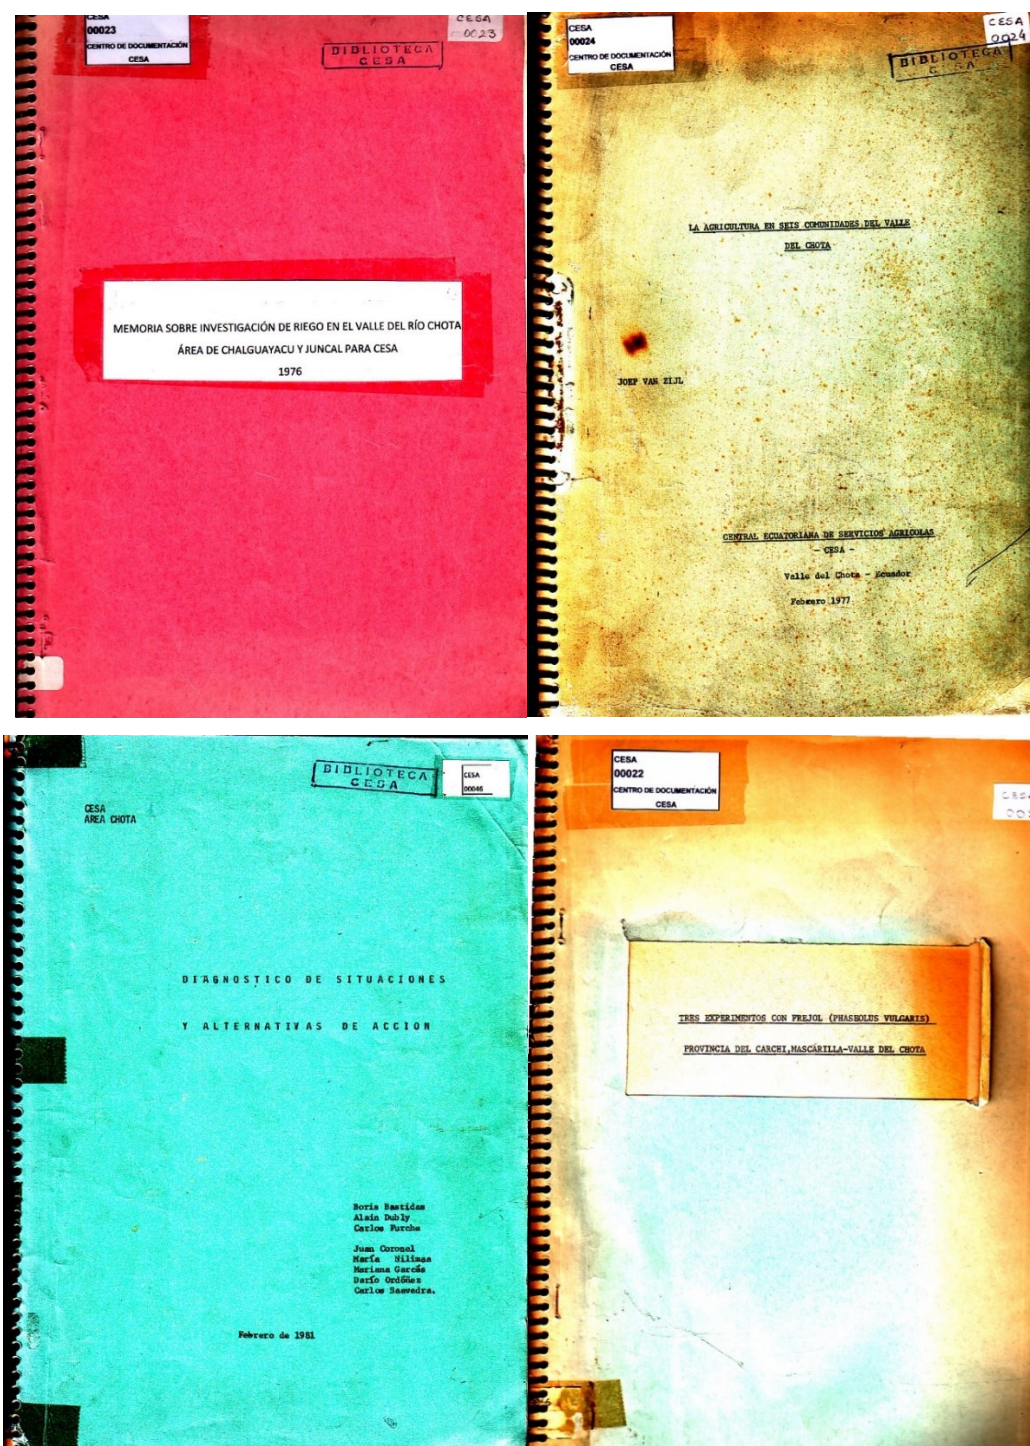 CESA
00023
CENTRO DE DOCUMENTACIÓN
CESA
CESA
0023
BIBLIOTECA
CESA
MEMORIA SOBRE INVESTIGACIÓN DE RIEGO EN EL VALLE DEL RÍO CHOTA
ÁREA DE CHALGUAYACU Y JUNCAL PARA CESA
1976
CESA
00024
CENTRO DE DOCUMENTACIÓN
CESA
CESA
0024
BIBLIOTECA
CESA
LA AGRICULTURA EN SEIS COMUNIDADES DEL VALLE
DEL CHOTA
JOEP VAN ZIJL
CENTRAL ECUATORIANA DE SERVICIOS AGRICOLAS
- CESA -
Valle del Chota - Ecuador
Febrero 1977
BIBLIOTECA
CESA
CESA
00046
CESA
AREA CHOTA
DIAGNOSTICO DE SITUACIONES
Y ALTERNATIVAS DE ACCION
Boris Bastidas
Alain Dubly
Carlos Furche
Juan Coronel
María Nilimas
Mariana Garcés
Darío Ordóñez
Carlos Saavedra.
Febrero de 1981
CESA
00022
CENTRO DE DOCUMENTACIÓN
CESA
TRES EXPERIMENTOS CON FREJOL (PHASEOLUS VULGARIS)
PROVINCIA DEL CARCHI, MASCARILLA-VALLE DEL CHOTA